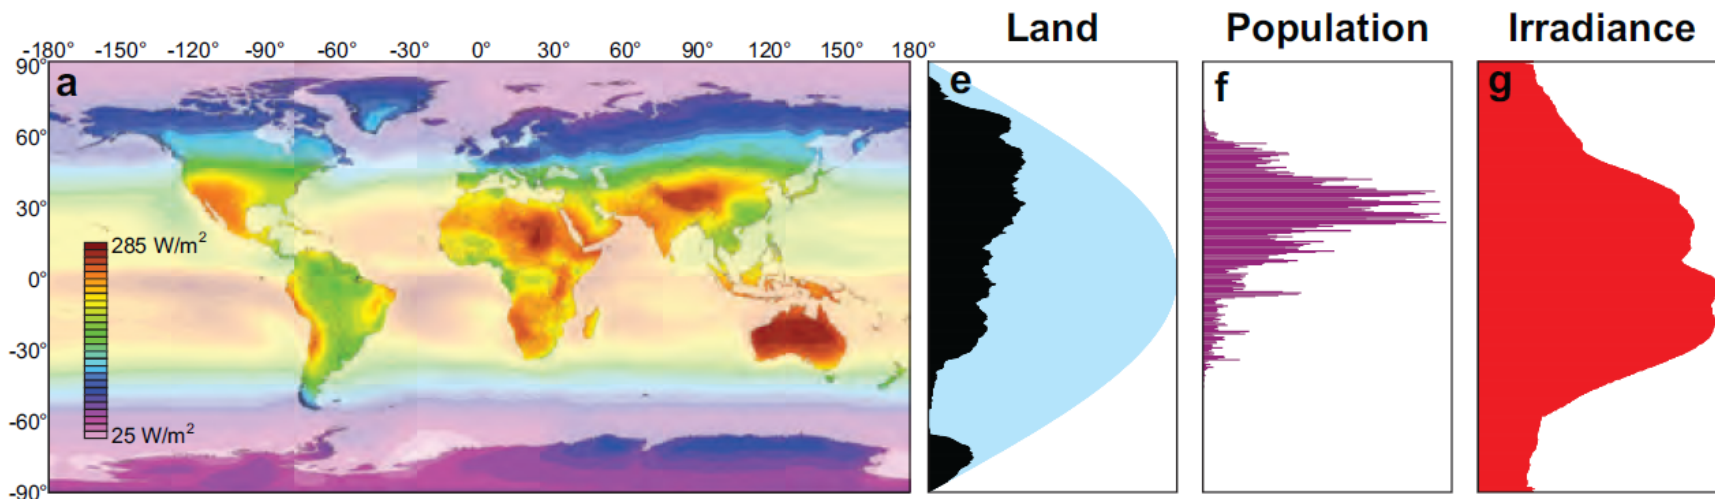 Land Population Irradiance
-180° -150° -120° -90° -60° -30° 0° 30° 60° 90° 120° 150° 180°
90° a e f g
60°
30°
285 W/m²
0°
-30°
-60°
25 W/m²
-90°